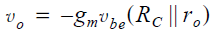 v_o = −g_m v_be (R_C || r_o)